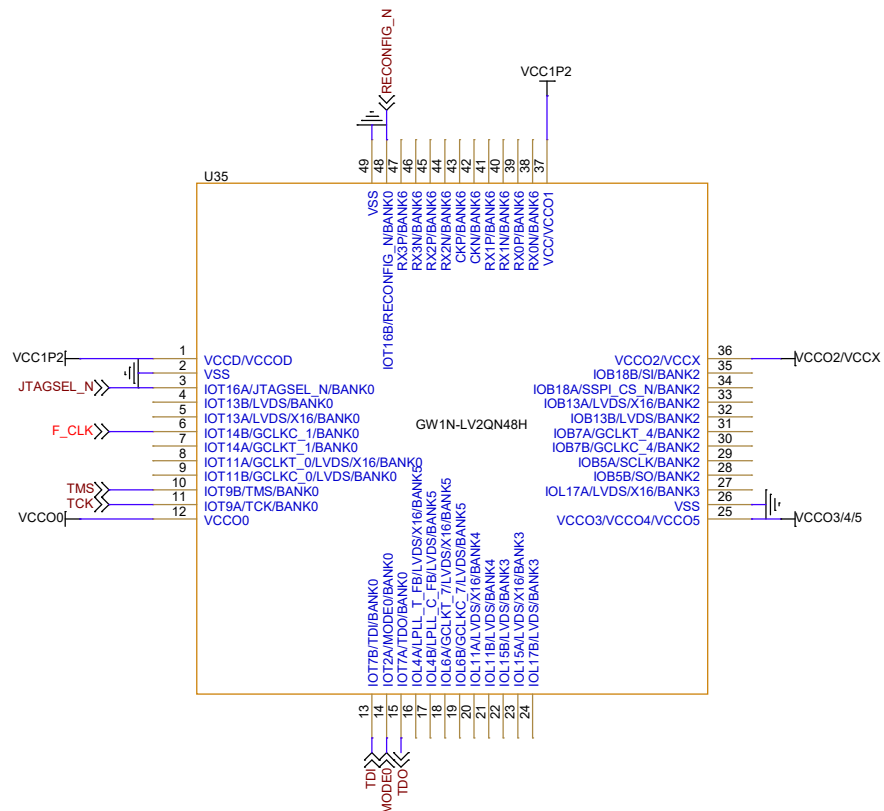 RECONFIG_N
VCC1P2
49
48
47
46
45
44
43
42
41
40
39
38
37
U35
VSS
IOT16B/RECONFIG_N/BANK0
RX3P/BANK6
RX3N/BANK6
RX2P/BANK6
RX2N/BANK6
CKP/BANK6
CKN/BANK6
RX1P/BANK6
RX1N/BANK6
RX0P/BANK6
RX0N/BANK6
VCC/VCCO1
VCC1P2 1 VCCD/VCCOD
2 VSS
JTAGSEL_N 3 IOT16A/JTAGSEL_N/BANK0
4 IOT13B/LVDS/BANK0
5 IOT13A/LVDS/X16/BANK0
F_CLK 6 IOT14B/GCLKC_1/BANK0
7 IOT14A/GCLKT_1/BANK0
8 IOT11A/GCLKT_0/LVDS/X16/BANK0
9 IOT11B/GCLKC_0/LVDS/BANK0
TMS 10 IOT9B/TMS/BANK0
TCK 11 IOT9A/TCK/BANK0
VCCO0 12 VCCO0
GW1N-LV2QN48H
VCCO2/VCCX 36 VCCO2/VCCX
IOB18B/SI/BANK2 35
IOB18A/SSPI_CS_N/BANK2 34
IOB13A/LVDS/X16/BANK2 33
IOB13B/LVDS/BANK2 32
IOB7A/GCLKT_4/BANK2 31
IOB7B/GCLKC_4/BANK2 30
IOB5A/SCLK/BANK2 29
IOB5B/SO/BANK2 28
IOL17A/LVDS/X16/BANK3 27
VSS 26
VCCO3/VCCO4/VCCO5 25 VCCO3/4/5
IOT7B/TDI/BANK0
IOT2A/MODE0/BANK0
IOT7A/TDO/BANK0
IOL4A/LPLL_T_FB/LVDS/X16/BANK5
IOL4B/LPLL_C_FB/LVDS/BANK5
IOL6A/GCLKT_7/LVDS/X16/BANK5
IOL6B/GCLKC_7/LVDS/BANK5
IOL11A/LVDS/X16/BANK4
IOL11B/LVDS/BANK4
IOL15B/LVDS/BANK3
IOL15A/LVDS/X16/BANK3
IOL17B/LVDS/BANK3
13
14
15
16
17
18
19
20
21
22
23
24
TDI
MODE0
TDO